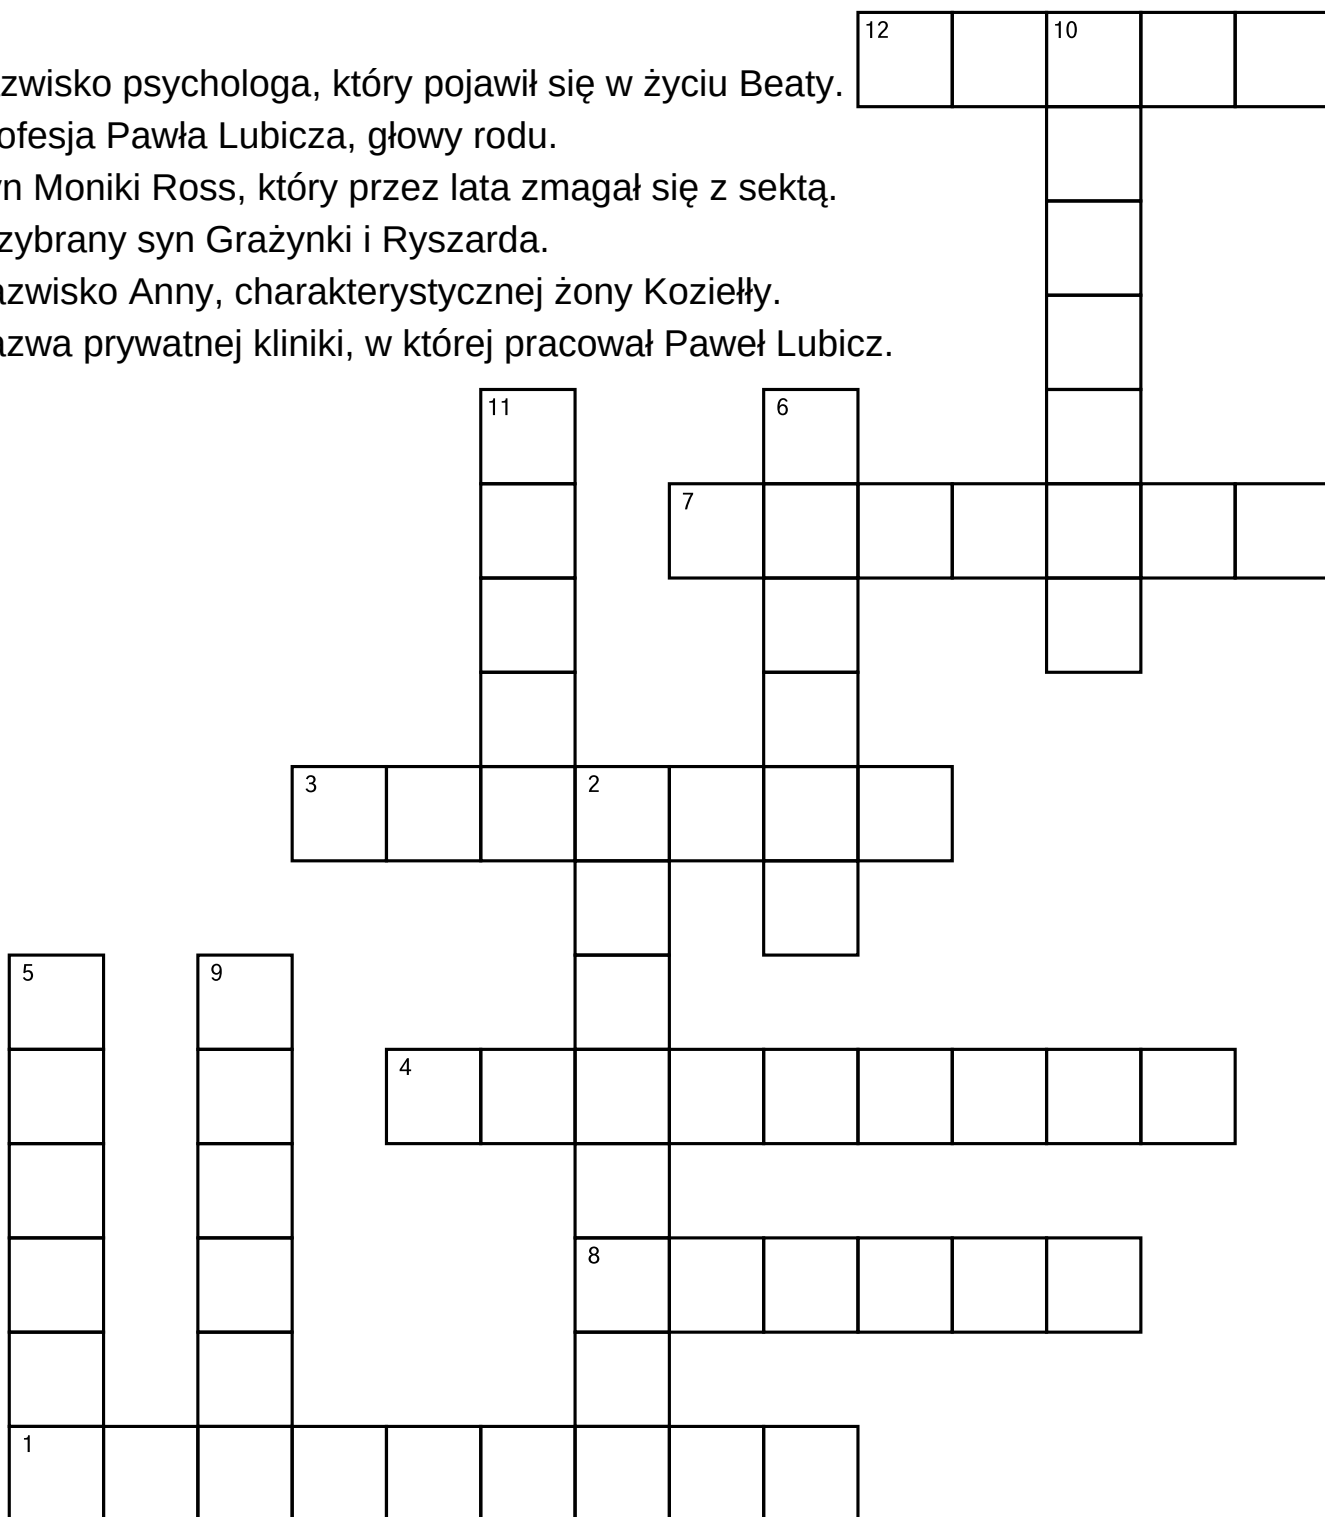 12 10
zwisko psychologa, który pojawił się w życiu Beaty.
ofesja Pawła Lubicza, głowy rodu.
n Moniki Ross, który przez lata zmagał się z sektą.
zybrany syn Grażynki i Ryszarda.
azwisko Anny, charakterystycznej żony Koziełły.
azwa prywatnej kliniki, w której pracował Paweł Lubicz.
11 6
7
3 2
5 9
4
8
1